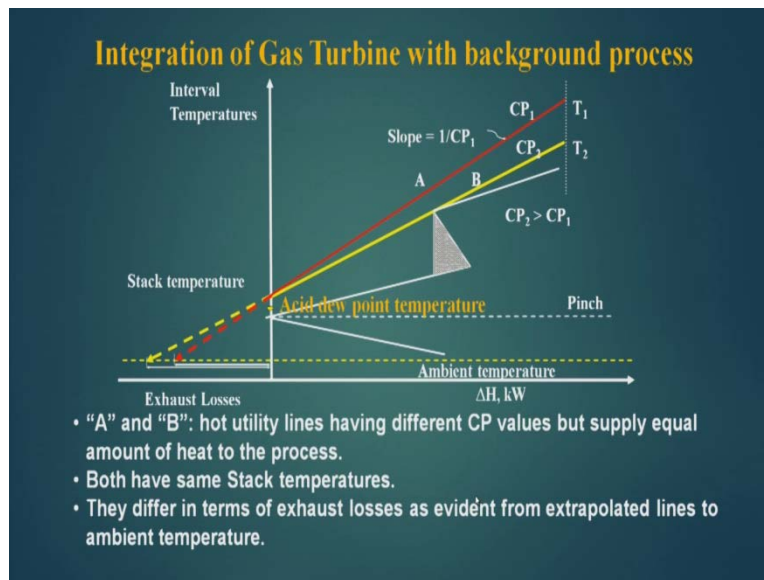 Integration of Gas Turbine with background process
Interval
Temperatures
CP₁
T₁
Slope = 1/CP₁
CP₂
T₂
A
B
CP₂ > CP₁
Stack temperature
Acid dew point temperature
Pinch
Ambient temperature
Exhaust Losses
ΔH, kW
• “A” and “B”: hot utility lines having different CP values but supply equal
amount of heat to the process.
• Both have same Stack temperatures.
• They differ in terms of exhaust losses as evident from extrapolated lines to
ambient temperature.